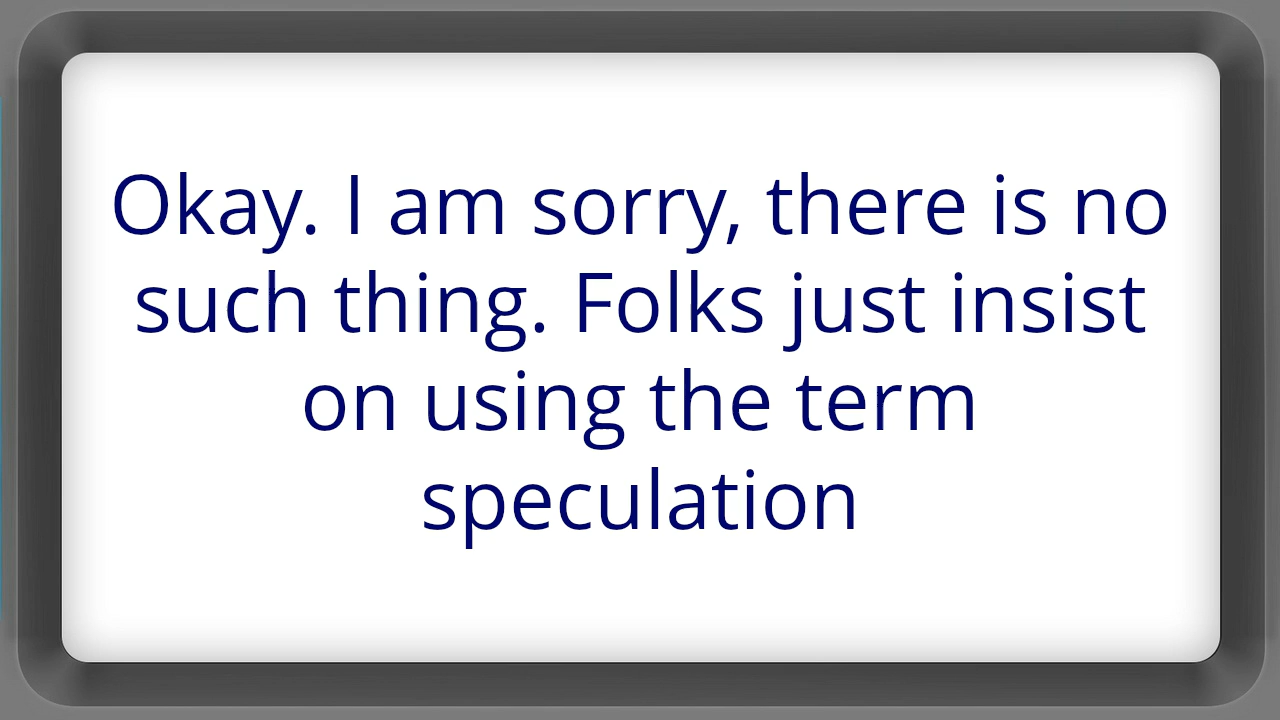 Okay. I am sorry, there is no
such thing. Folks just insist
on using the term
speculation